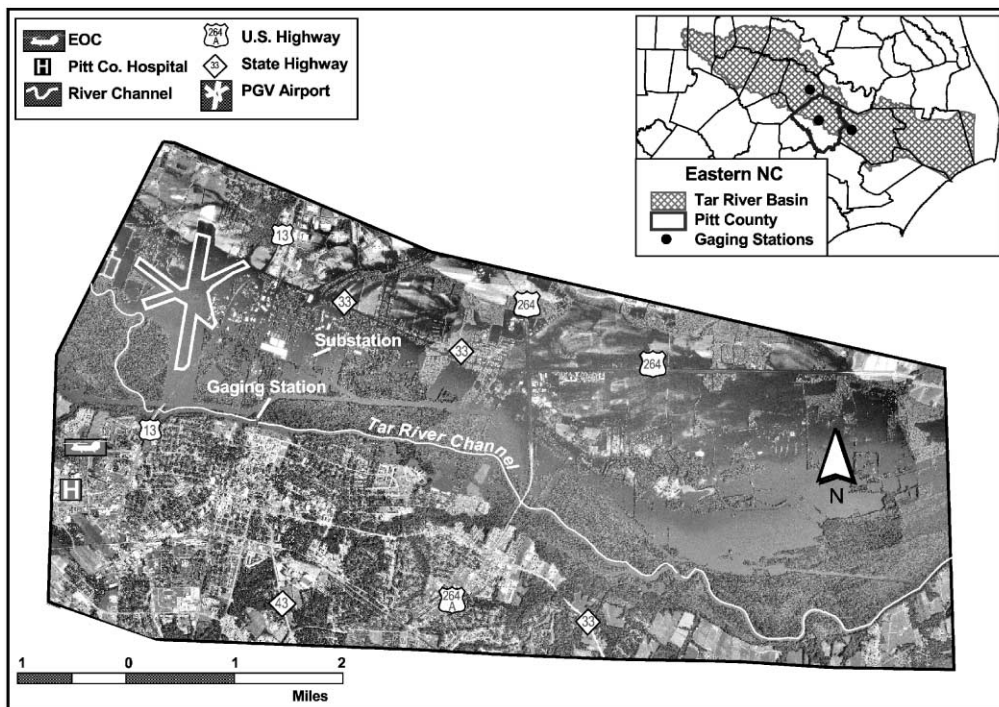 EOC
Pitt Co. Hospital
River Channel
264
A
U.S. Highway
33
State Highway
PGV Airport
Eastern NC
Tar River Basin
Pitt County
Gaging Stations
13
33
264
Substation
33
264
Gaging Station
Tar River Channel
13
H
N
43
264
A
33
1 0 1 2
Miles